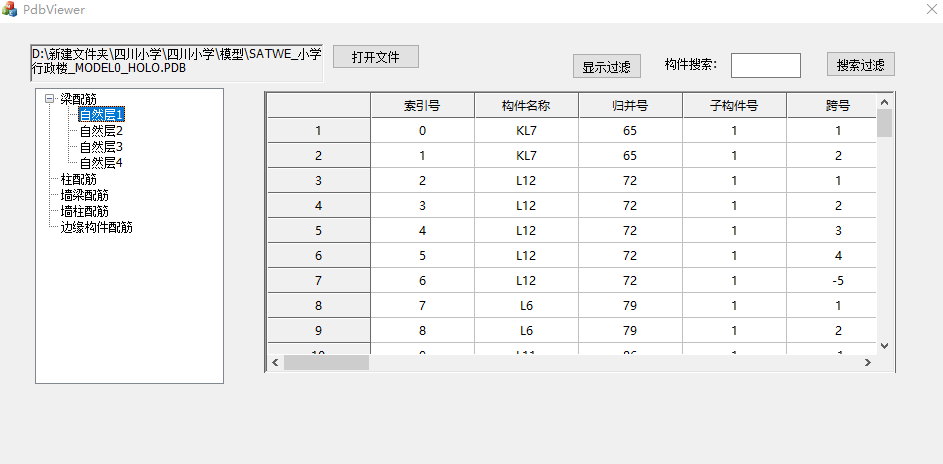 PdbViewer
D:\新建文件夹\四川小学\四川小学\模型\SATWE_小学
行政楼_MODEL0_HOLO.PDB
打开文件
显示过滤
构件搜索:
搜索过滤
梁配筋
自然层1
自然层2
自然层3
自然层4
柱配筋
墙梁配筋
墙柱配筋
边缘构件配筋
索引号 构件名称 归并号 子构件号 跨号
1 0 KL7 65 1 1
2 1 KL7 65 1 2
3 2 L12 72 1 1
4 3 L12 72 1 2
5 4 L12 72 1 3
6 5 L12 72 1 4
7 6 L12 72 1 -5
8 7 L6 79 1 1
9 8 L6 79 1 2